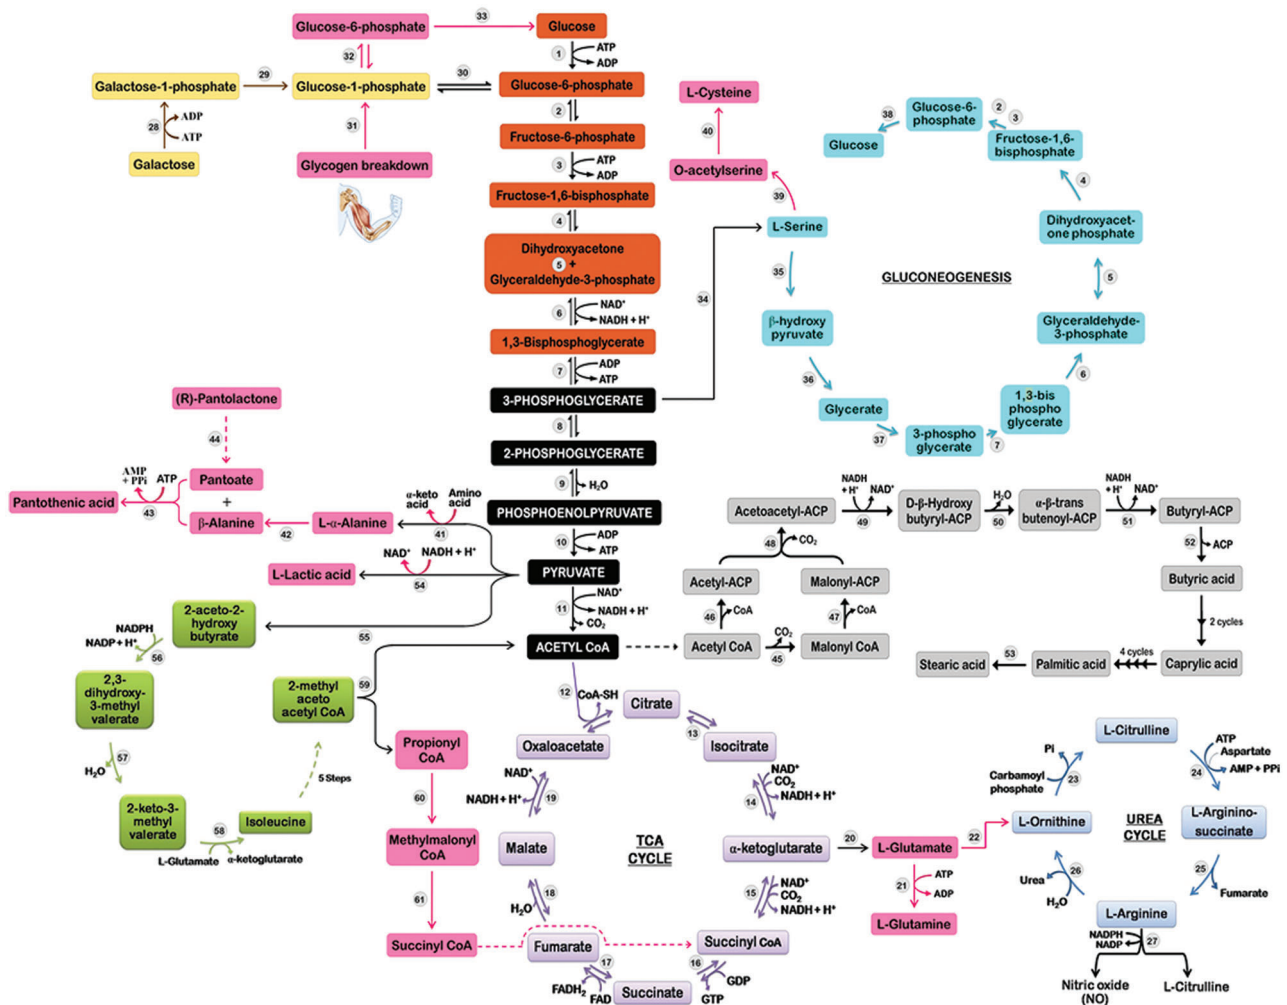 Glucose-6-phosphate
33
Glucose
32
1
ATP
ADP
Galactose-1-phosphate
29
Glucose-1-phosphate
30
Glucose-6-phosphate
28
ADP
ATP
31
2
Galactose
Glycogen breakdown
Fructose-6-phosphate
3
ATP
ADP
Fructose-1,6-bisphosphate
4
Dihydroxyacetone
5 +
Glyceraldehyde-3-phosphate
6
NAD⁺
NADH + H⁺
1,3-Bisphosphoglycerate
7
ADP
ATP
3-PHOSPHOGLYCERATE
8
2-PHOSPHOGLYCERATE
9
H₂O
PHOSPHOENOLPYRUVATE
10
ADP
ATP
PYRUVATE
11
NAD⁺
NADH + H⁺
CO₂
ACETYL CoA
34
L-Cysteine
40
O-acetylserine
39
L-Serine
35
β-hydroxy
pyruvate
36
Glycerate
37
3-phospho
glycerate
7
1,3-bis
phospho
glycerate
6
Glyceraldehyde-
3-phosphate
5
Dihydroxyacet-
one phosphate
4
Fructose-1,6-
bisphosphate
3
2
Glucose-6-
phosphate
38
Glucose
GLUCONEOGENESIS
(R)-Pantolactone
44
Pantoate
+
β-Alanine
AMP
+ PPi
ATP
43
Pantothenic acid
42
L-α-Alanine
α-keto
acid
Amino
acid
41
L-Lactic acid
NAD⁺
NADH + H⁺
54
2-aceto-2-
hydroxy
butyrate
55
NADPH
NADP + H⁺
56
2,3-
dihydroxy-
3-methyl
valerate
57
H₂O
2-keto-3-
methyl
valerate
58
L-Glutamate
α-ketoglutarate
Isoleucine
5 Steps
2-methyl
aceto
acetyl CoA
59
Propionyl
CoA
60
Methylmalonyl
CoA
61
Succinyl CoA
Acetoacetyl-ACP
NADH
+ H⁺
NAD⁺
49
D-β-Hydroxy
butyryl-ACP
H₂O
50
α-β-trans
butenoyl-ACP
NADH
+ H⁺
NAD⁺
51
Butyryl-ACP
48
CO₂
52
ACP
Acetyl-ACP
Malonyl-ACP
Butyric acid
46
CoA
47
CoA
2 cycles
Acetyl CoA
CO₂
45
Malonyl CoA
Stearic acid
53
Palmitic acid
4 cycles
Caprylic acid
12
CoA-SH
Citrate
13
Oxaloacetate
Isocitrate
NAD⁺
NADH + H⁺
19
14
NAD⁺
CO₂
NADH + H⁺
Malate
TCA
CYCLE
α-ketoglutarate
18
H₂O
15
NAD⁺
CO₂
NADH + H⁺
Fumarate
Succinyl CoA
17
16
FADH₂
FAD
Succinate
GDP
GTP
20
L-Glutamate
22
21
ATP
ADP
L-Glutamine
L-Citrulline
Pi
23
Carbamoyl
phosphate
ATP
Aspartate
24
AMP + PPi
L-Ornithine
UREA
CYCLE
L-Arginino-
succinate
Urea
26
H₂O
25
Fumarate
L-Arginine
NADPH
NADP
27
Nitric oxide
(NO)
L-Citrulline